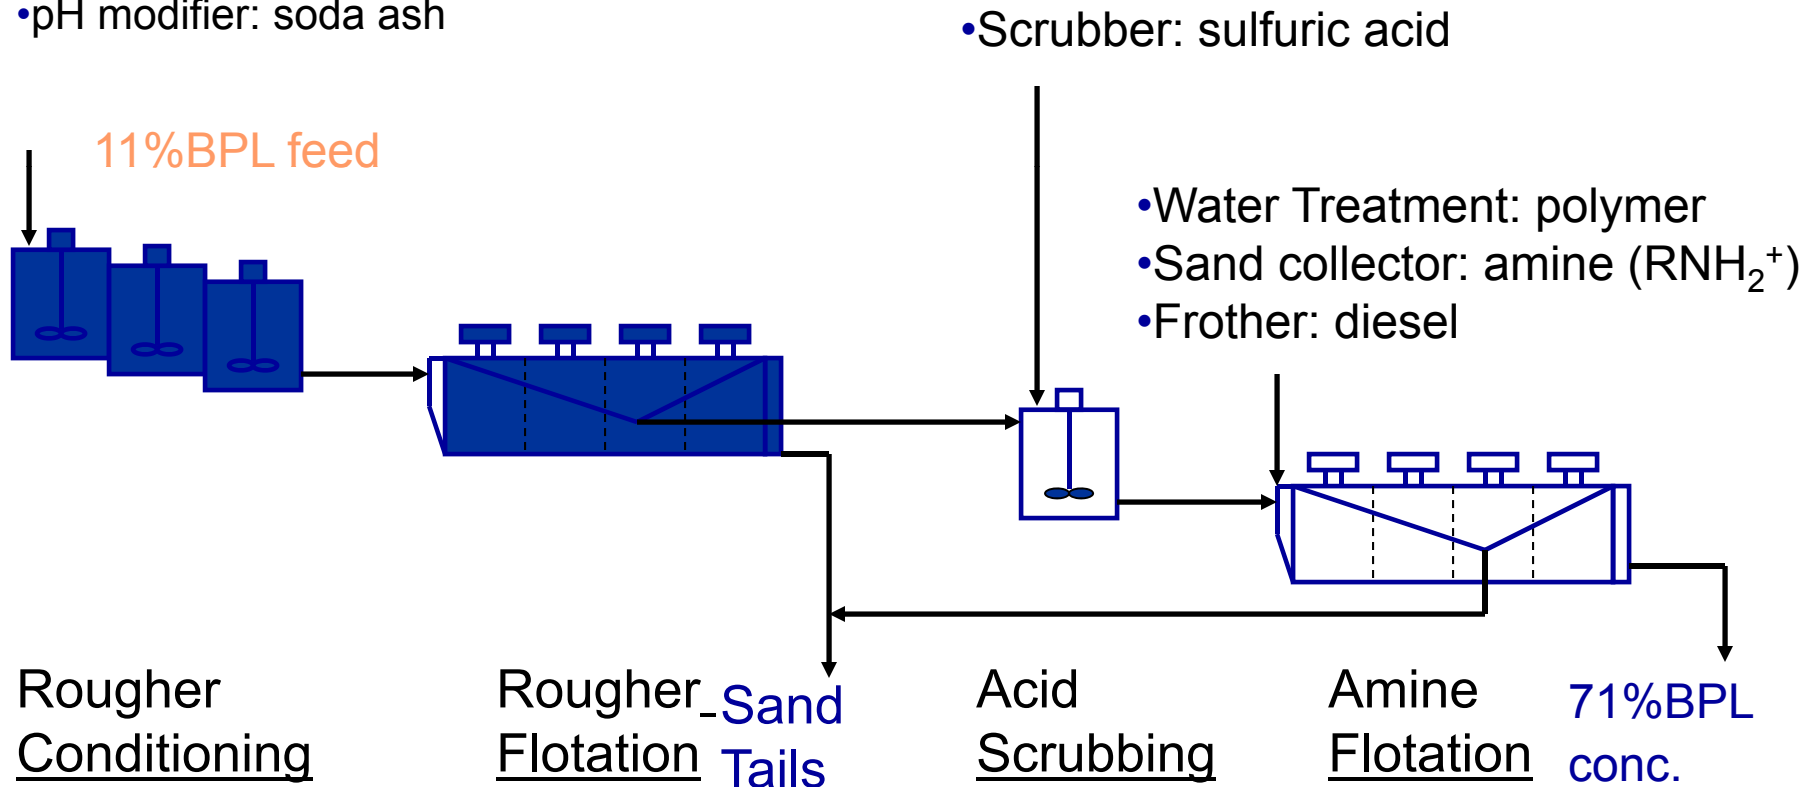 •pH modifier: soda ash
•Scrubber: sulfuric acid
11%BPL feed
•Water Treatment: polymer
•Sand collector: amine (RNH₂⁺)
•Frother: diesel
Rougher
Conditioning
Rougher
Flotation
Sand
Tails
Acid
Scrubbing
Amine
Flotation
71%BPL
conc.